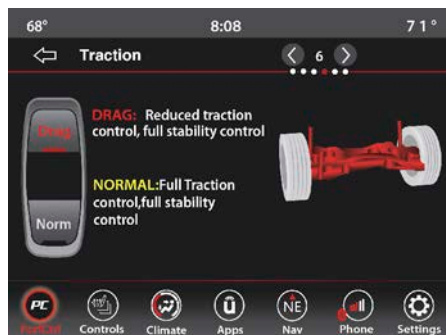 68° 8:08 71°
Traction 6
DRAG: Reduced traction
control, full stability control
Drag
NORMAL:Full Traction
control,full stability
control
Norm
PC NE
Controls Climate Apps Nav Phone Settings